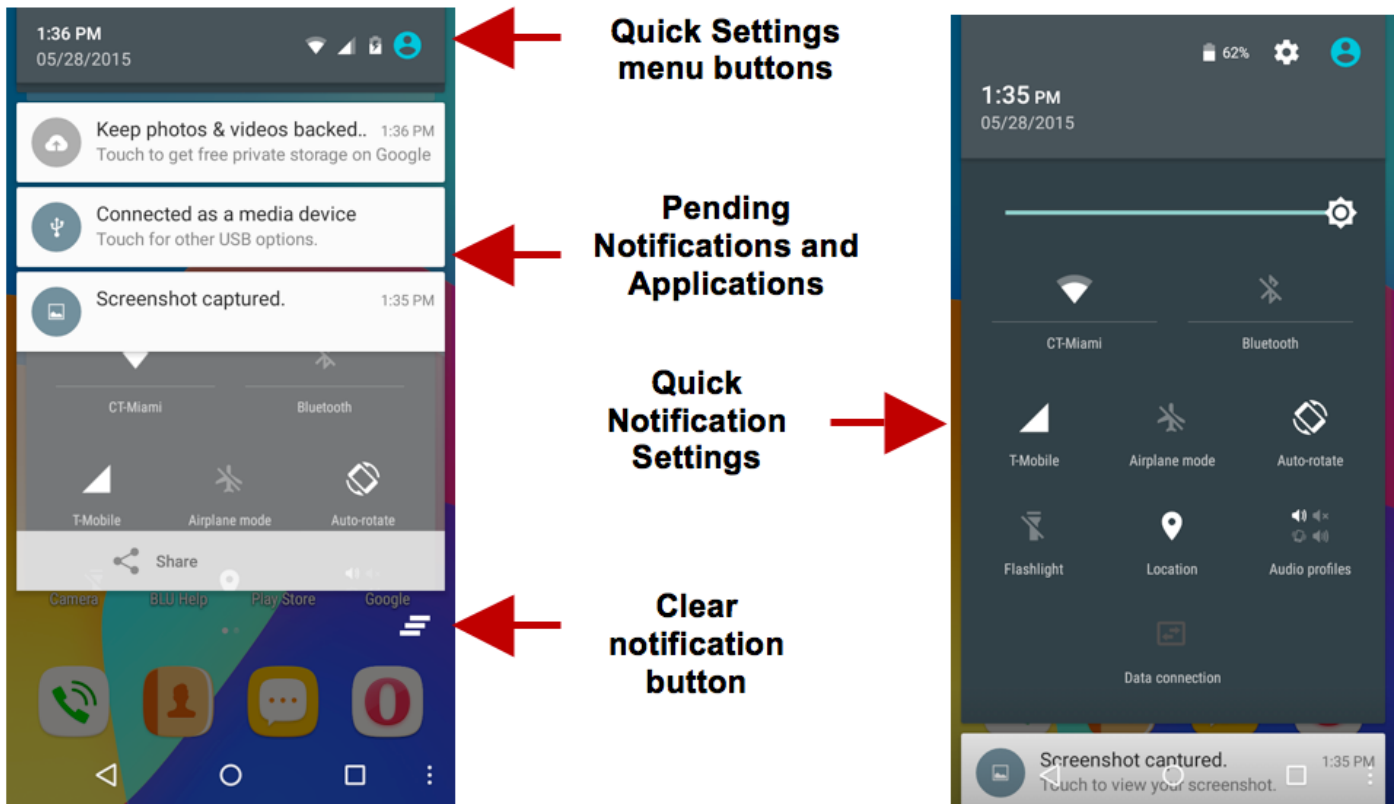 1:36 PM
05/28/2015
Keep photos & videos backed.. 1:36 PM
Touch to get free private storage on Google
Connected as a media device
Touch for other USB options.
Screenshot captured. 1:35 PM
CT-Miami Bluetooth
T-Mobile Airplane mode Auto-rotate
Share
Camera BLU Help Play Store Google
Quick Settings
menu buttons
Pending
Notifications and
Applications
Quick
Notification
Settings
Clear
notification
button
62%
1:35 PM
05/28/2015
CT-Miami Bluetooth
T-Mobile Airplane mode Auto-rotate
Flashlight Location Audio profiles
Data connection
Screenshot captured. 1:35 PM
Touch to view your screenshot.